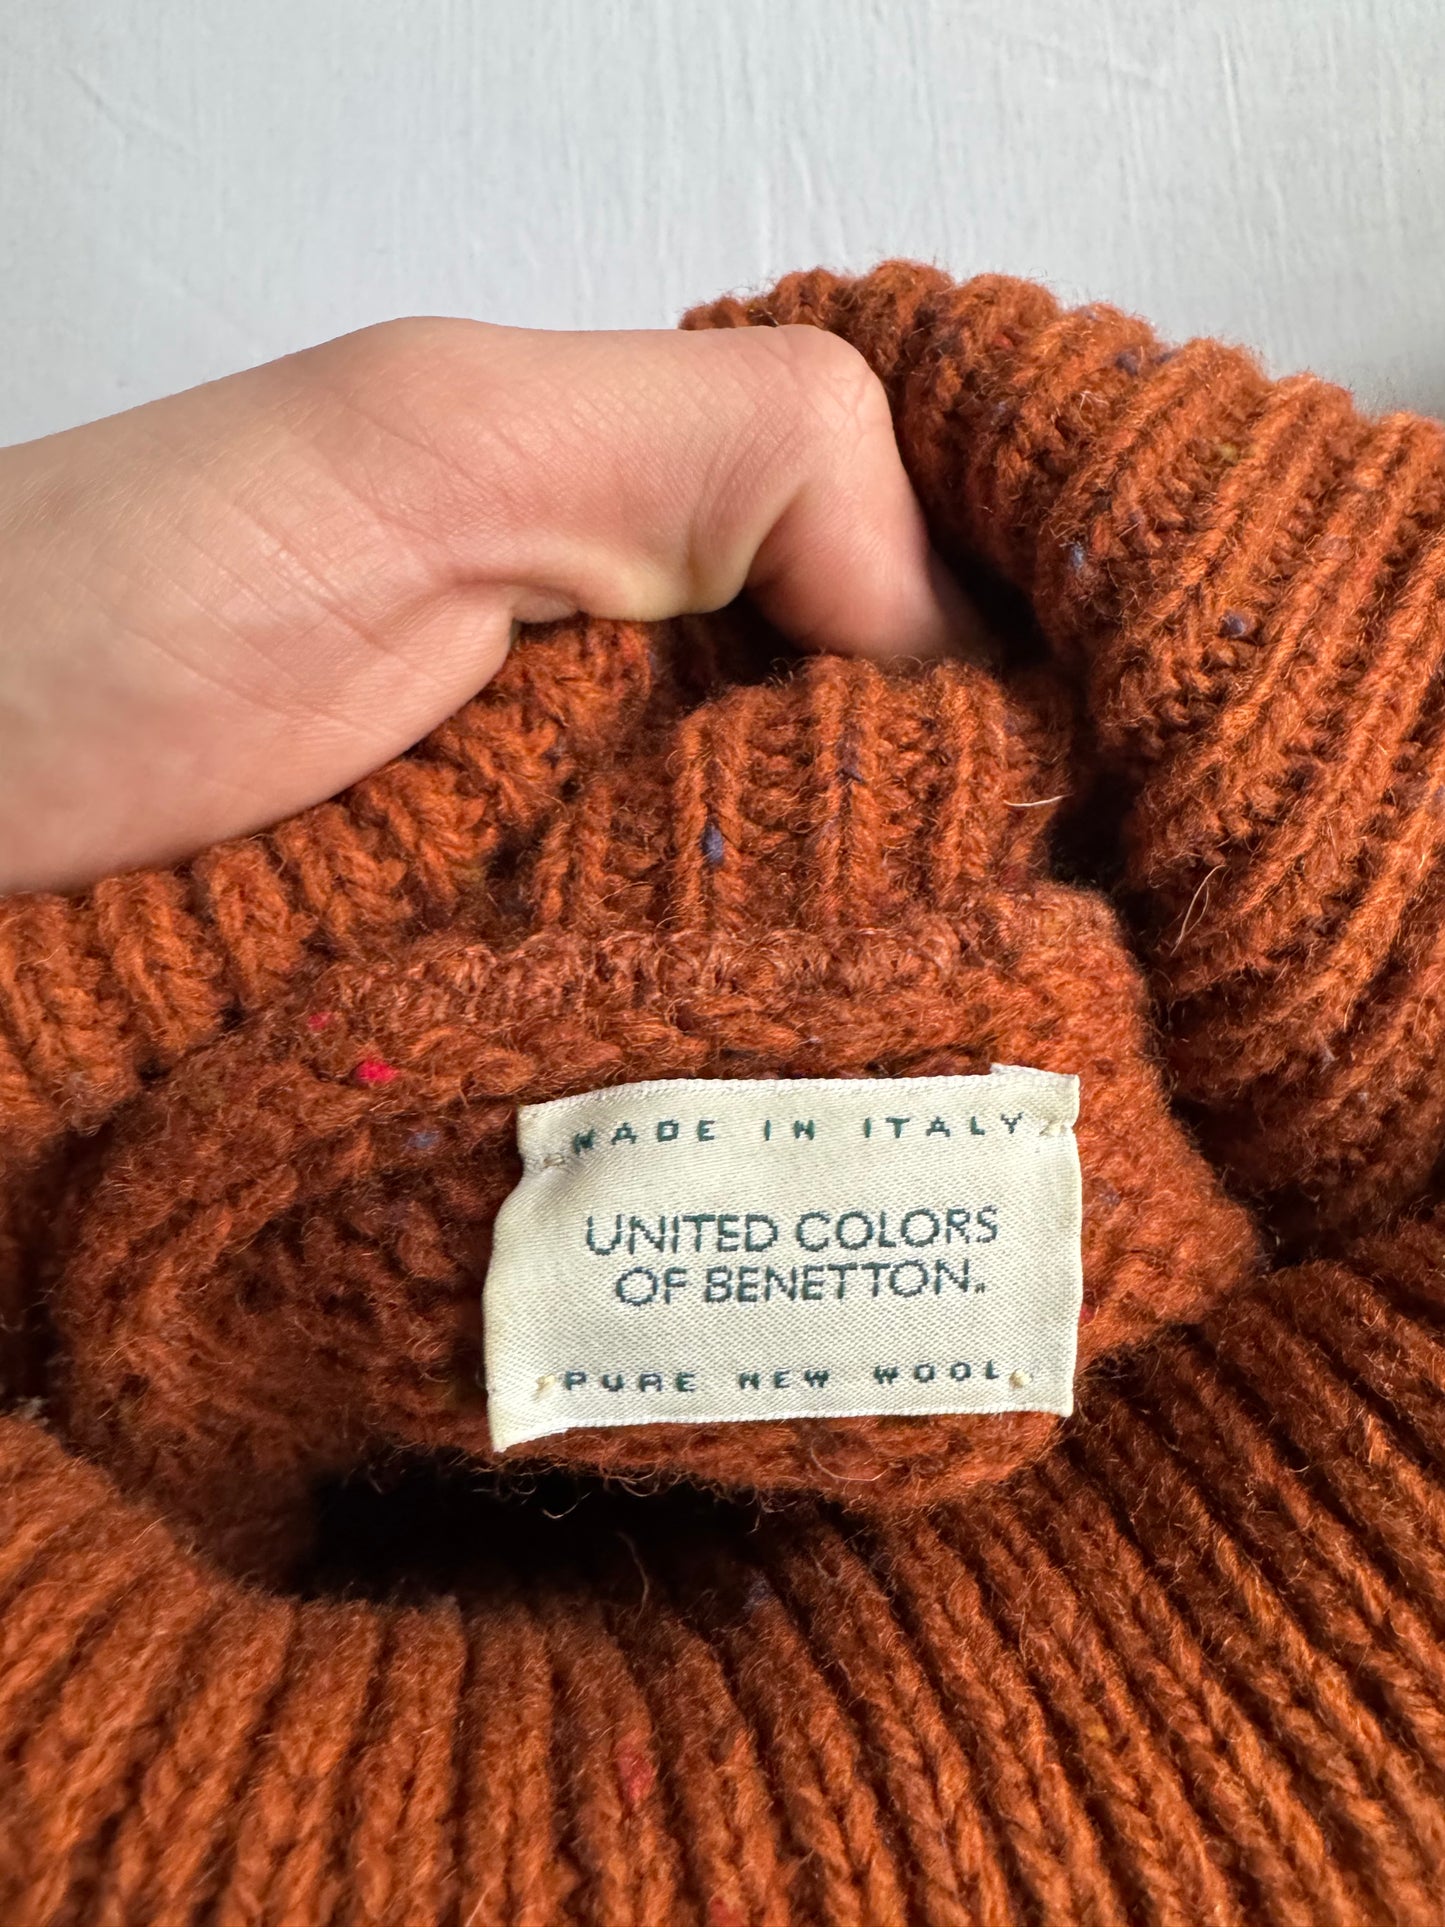 MADE IN ITALY
UNITED COLORS
OF BENETTON.
PURE NEW WOOL